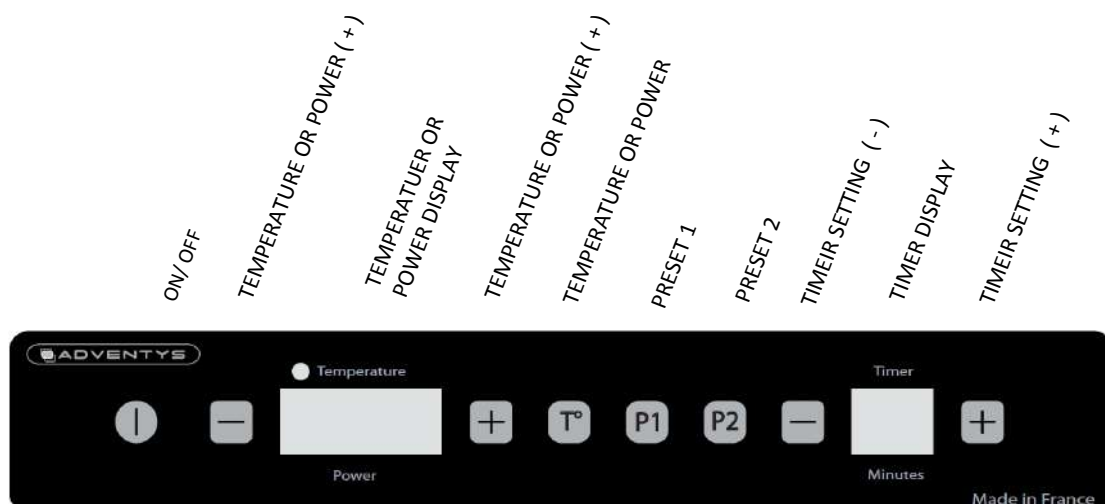 ON/ OFF
TEMPERATURE OR POWER ( + )
TEMPERATUER OR
POWER DISPLAY
TEMPERATURE OR POWER ( + )
TEMPERATURE OR POWER
PRESET 1
PRESET 2
TIMEIR SETTING ( - )
TIMER DISPLAY
TIMEIR SETTING ( + )
ADVENTYS
Temperature
Timer
T° P1 P2
Power
Minutes
Made in France